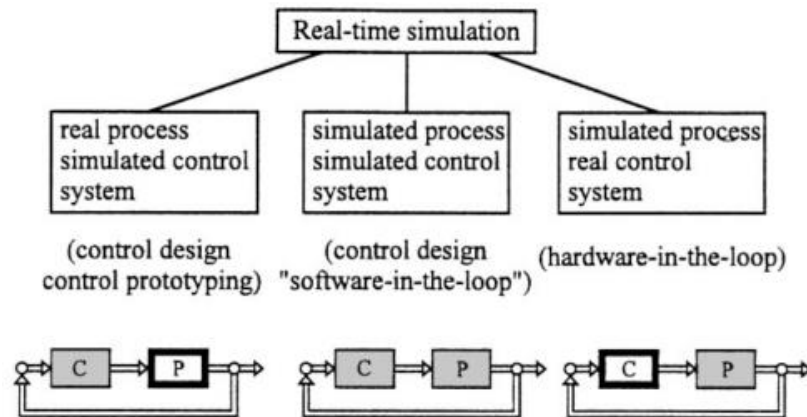 Real-time simulation
real process
simulated control
system
simulated process
simulated control
system
simulated process
real control
system
(control design
control prototyping)
(control design
"software-in-the-loop")
(hardware-in-the-loop)
C
P
C
P
C
P